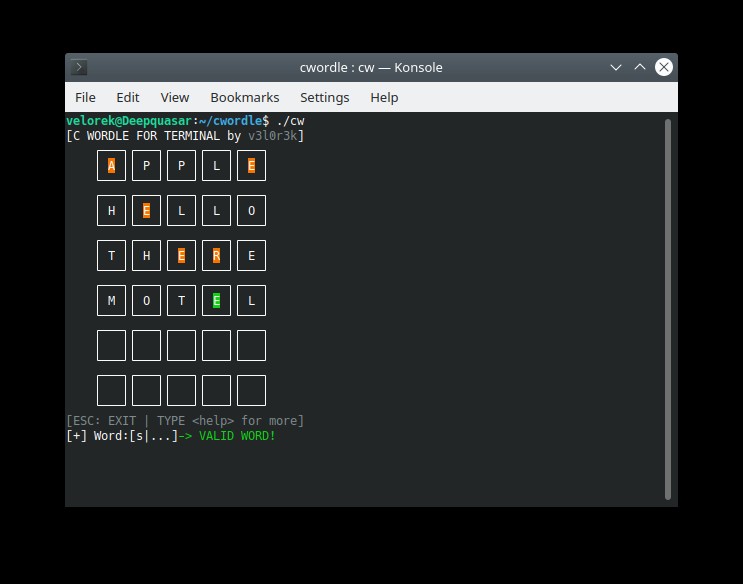 cwordle : cw — Konsole
File Edit View Bookmarks Settings Help
velorek@Deepquasar:~/cwordle$ ./cw
[C WORDLE FOR TERMINAL by v3l0r3k]
A P P L E
H E L L O
T H E R E
M O T E L
[ESC: EXIT | TYPE <help> for more]
[+] Word:[s|...]-> VALID WORD!